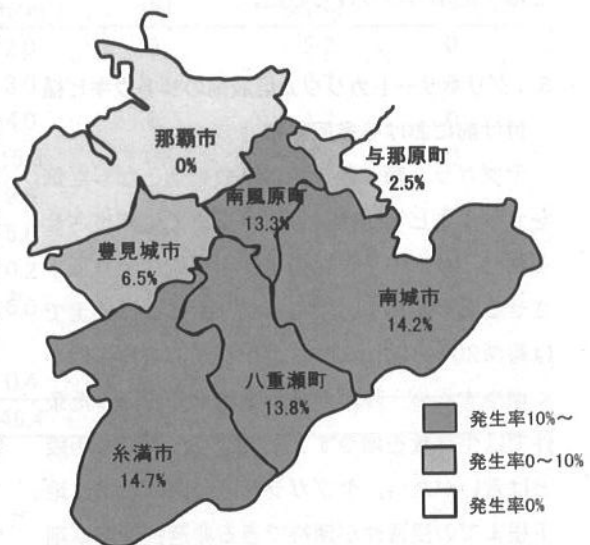 那覇市
0%
与那原町
2.5%
南風原町
13.3%
豊見城市
6.5%
南城市
14.2%
八重瀬町
13.8%
糸満市
14.7%
発生率10%～
発生率0～10%
発生率0%